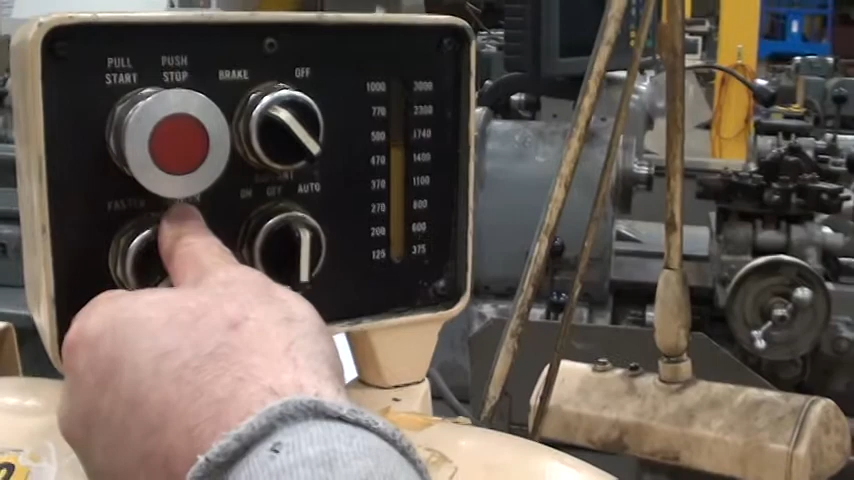 PULL START
PUSH STOP
BRAKE
OFF
FASTER
ON OFF AUTO
1000 3000
770 2300
500 1740
470 1400
370 1100
270 800
200 600
125 375